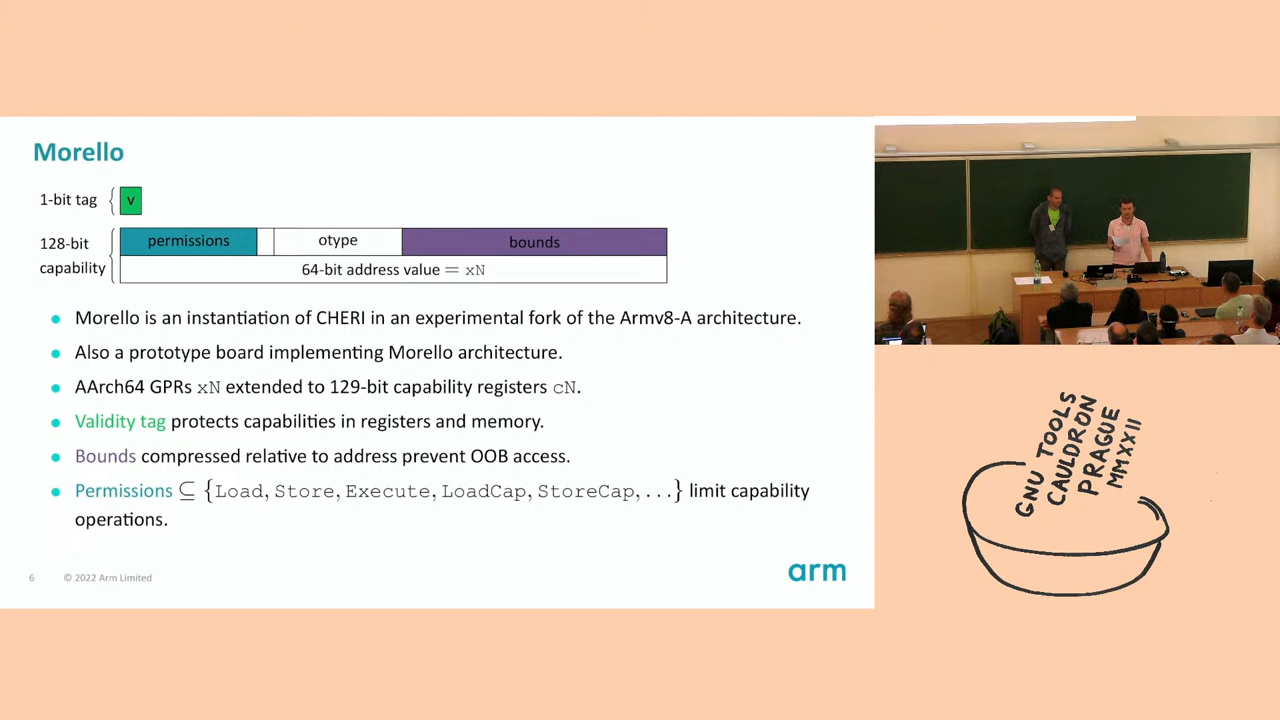 Morello
1-bit tag
v
128-bit
capability
permissions
otype
bounds
64-bit address value = xN
Morello is an instantiation of CHERI in an experimental fork of the Armv8-A architecture.
Also a prototype board implementing Morello architecture.
AArch64 GPRs xN extended to 129-bit capability registers cN.
Validity tag protects capabilities in registers and memory.
Bounds compressed relative to address prevent OOB access.
Permissions ⊆ {Load, Store, Execute, LoadCap, StoreCap, ...} limit capability
operations.
6
© 2022 Arm Limited
arm
GNU TOOLS
CAULDRON
PRAGUE
MMXXII